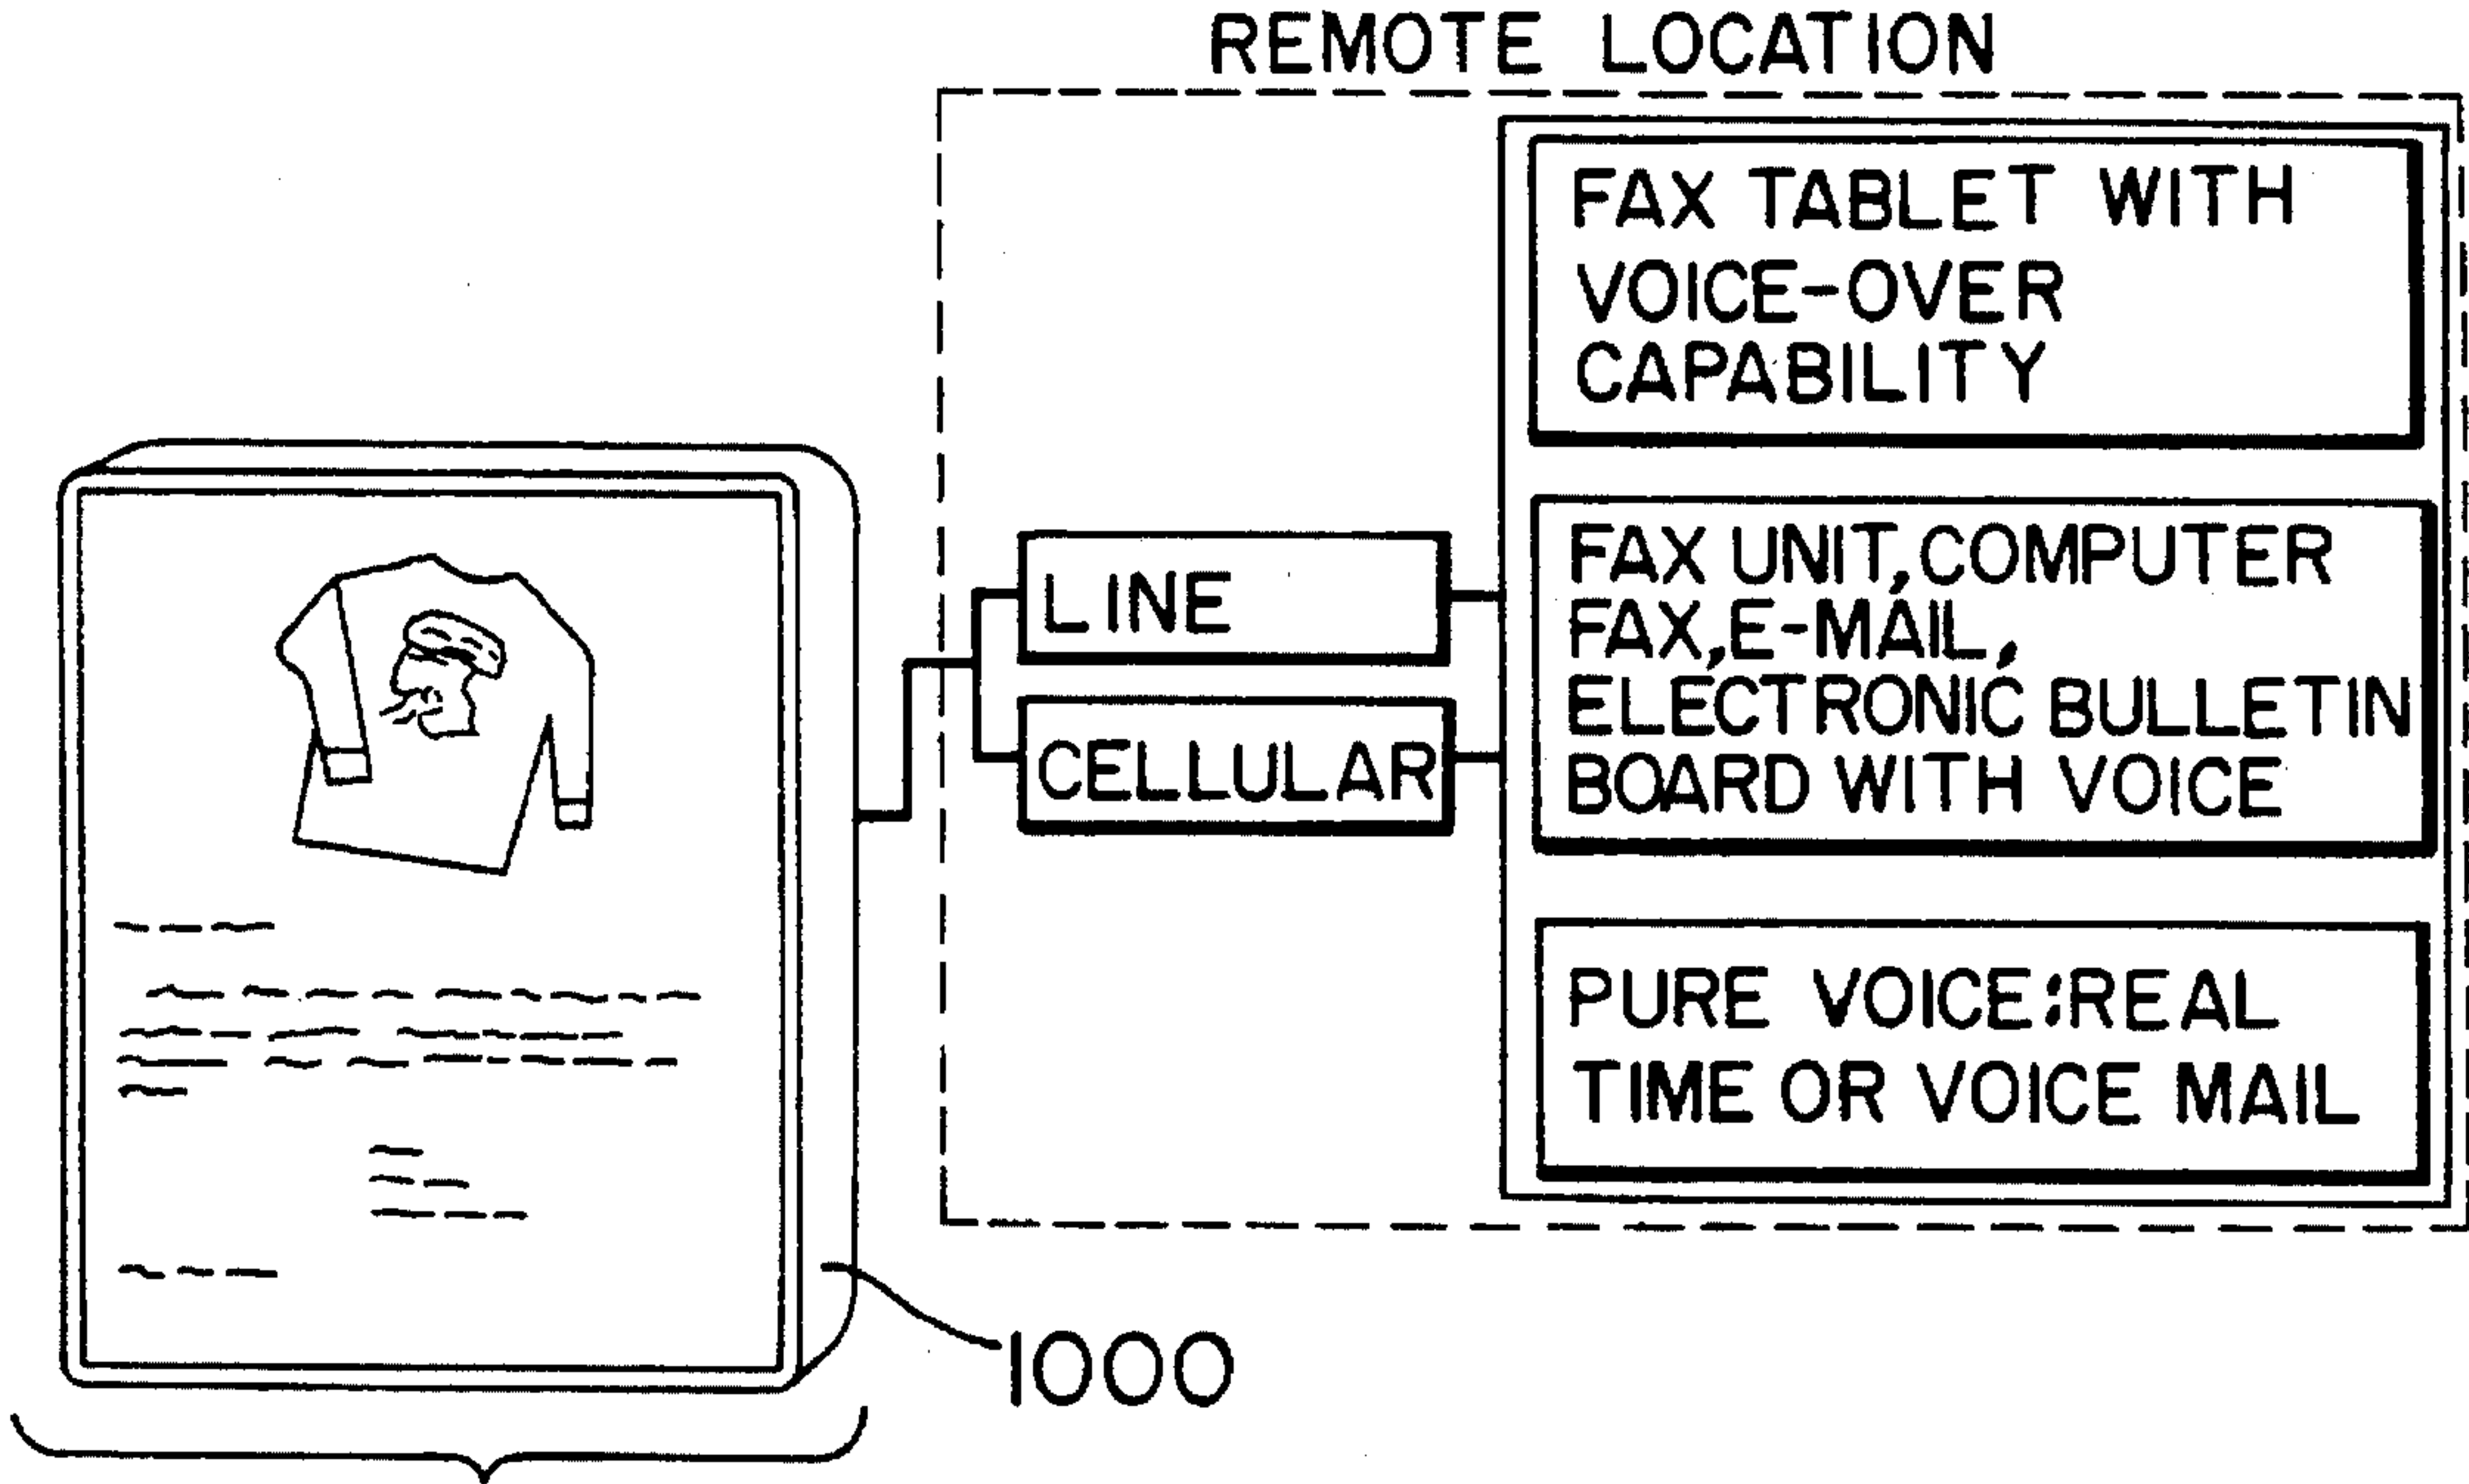 REMOTE LOCATION
FAX TABLET WITH
VOICE-OVER
CAPABILITY
LINE
CELLULAR
FAX UNIT, COMPUTER
FAX, E-MAIL,
ELECTRONIC BULLETIN
BOARD WITH VOICE
PURE VOICE: REAL
TIME OR VOICE MAIL
1000